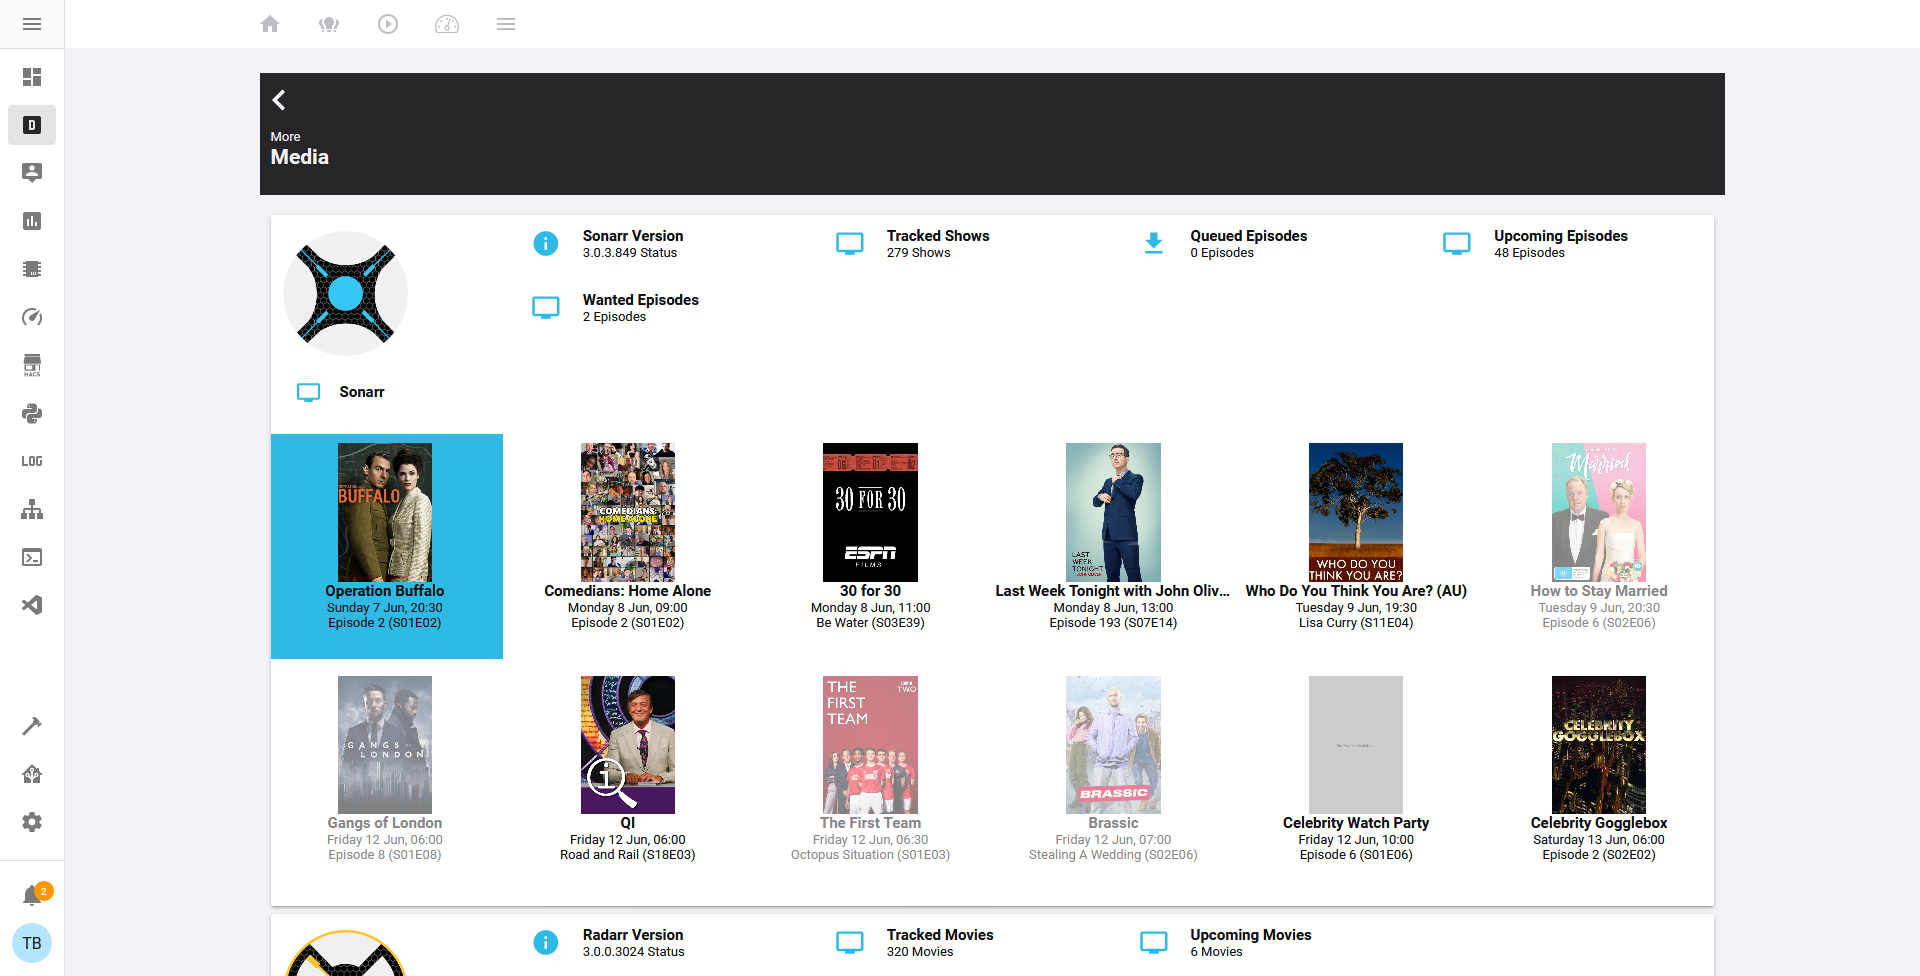 D
More
Media
Sonarr Version
3.0.3.849 Status
Tracked Shows
279 Shows
Queued Episodes
0 Episodes
Upcoming Episodes
48 Episodes
Wanted Episodes
2 Episodes
HACS
Sonarr
LOG
BUFFALO
Operation Buffalo
Sunday 7 Jun, 20:30
Episode 2 (S01E02)
COMEDIANS:
HOME ALONE
Comedians: Home Alone
Monday 8 Jun, 09:00
Episode 2 (S01E02)
30 FOR 30
ESPN
FILMS
30 for 30
Monday 8 Jun, 11:00
Be Water (S03E39)
LAST
WEEK
TONIGHT
Last Week Tonight with John Oliv...
Monday 8 Jun, 13:00
Episode 193 (S07E14)
WHO DO YOU
THINK YOU ARE?
Who Do You Think You Are? (AU)
Tuesday 9 Jun, 19:30
Lisa Curry (S11E04)
Married
How to Stay Married
Tuesday 9 Jun, 20:30
Episode 6 (S02E06)
GANGS
LONDON
Gangs of London
Friday 12 Jun, 06:00
Episode 8 (S01E08)
i
QI
Friday 12 Jun, 06:00
Road and Rail (S18E03)
THE
FIRST
TEAM
TWO
The First Team
Friday 12 Jun, 06:30
Octopus Situation (S01E03)
BRASSIC
Brassic
Friday 12 Jun, 07:00
Stealing A Wedding (S02E06)
Celebrity Watch Party
Friday 12 Jun, 10:00
Episode 6 (S01E06)
CELEBRITY
GOGGLEBOX
Celebrity Gogglebox
Saturday 13 Jun, 06:00
Episode 2 (S02E02)
2
TB
Radarr Version
3.0.0.3024 Status
Tracked Movies
320 Movies
Upcoming Movies
6 Movies